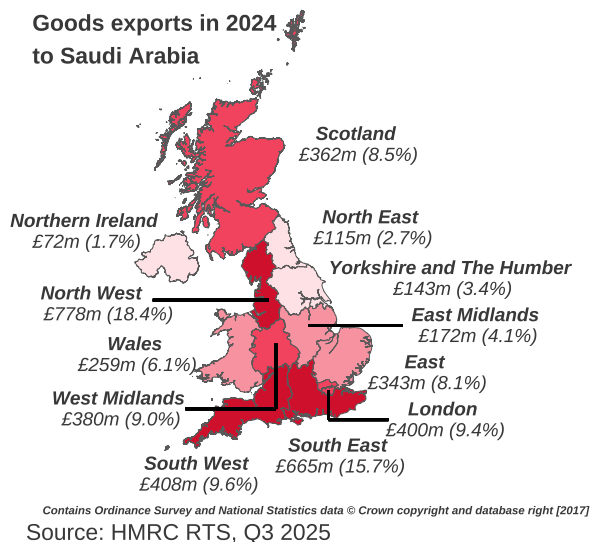 Goods exports in 2024
to Saudi Arabia
Scotland
£362m (8.5%)
Northern Ireland
£72m (1.7%)
North East
£115m (2.7%)
Yorkshire and The Humber
£143m (3.4%)
North West
£778m (18.4%)
East Midlands
£172m (4.1%)
Wales
£259m (6.1%)
East
£343m (8.1%)
West Midlands
£380m (9.0%)
London
£400m (9.4%)
South East
£665m (15.7%)
South West
£408m (9.6%)
Contains Ordinance Survey and National Statistics data © Crown copyright and database right [2017]
Source: HMRC RTS, Q3 2025